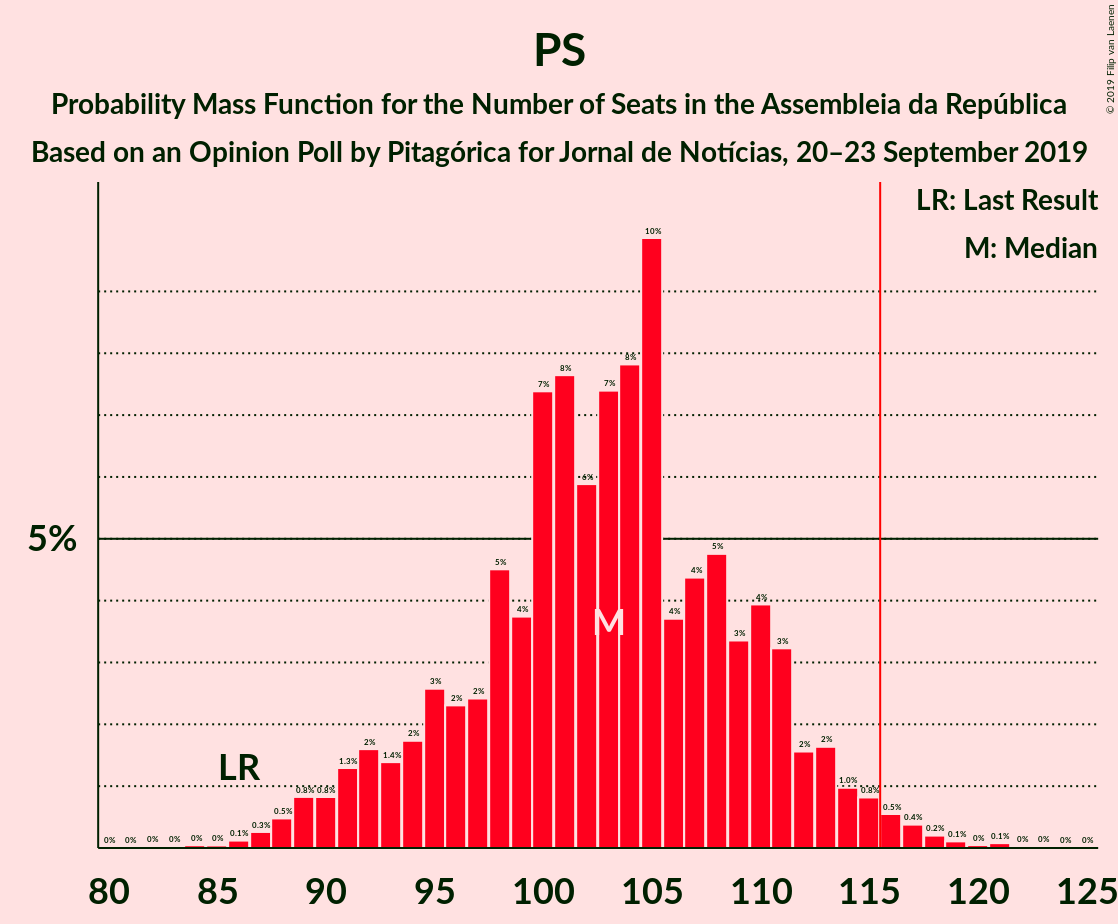 PS
Probability Mass Function for the Number of Seats in the Assembleia da República
Based on an Opinion Poll by Pitagórica for Jornal de Notícias, 20–23 September 2019
© 2019 Filip van Laenen
LR: Last Result
M: Median
5%
LR
M
0% 0% 0% 0% 0% 0% 0.1% 0.3% 0.5% 0.8% 0.8% 1.3% 2% 1.4% 2% 3% 2% 2% 5% 4% 7% 8% 6% 7% 8% 10% 4% 4% 5% 3% 4% 3% 2% 2% 1.0% 0.8% 0.5% 0.4% 0.2% 0.1% 0% 0.1% 0% 0% 0% 0%
80 85 90 95 100 105 110 115 120 125